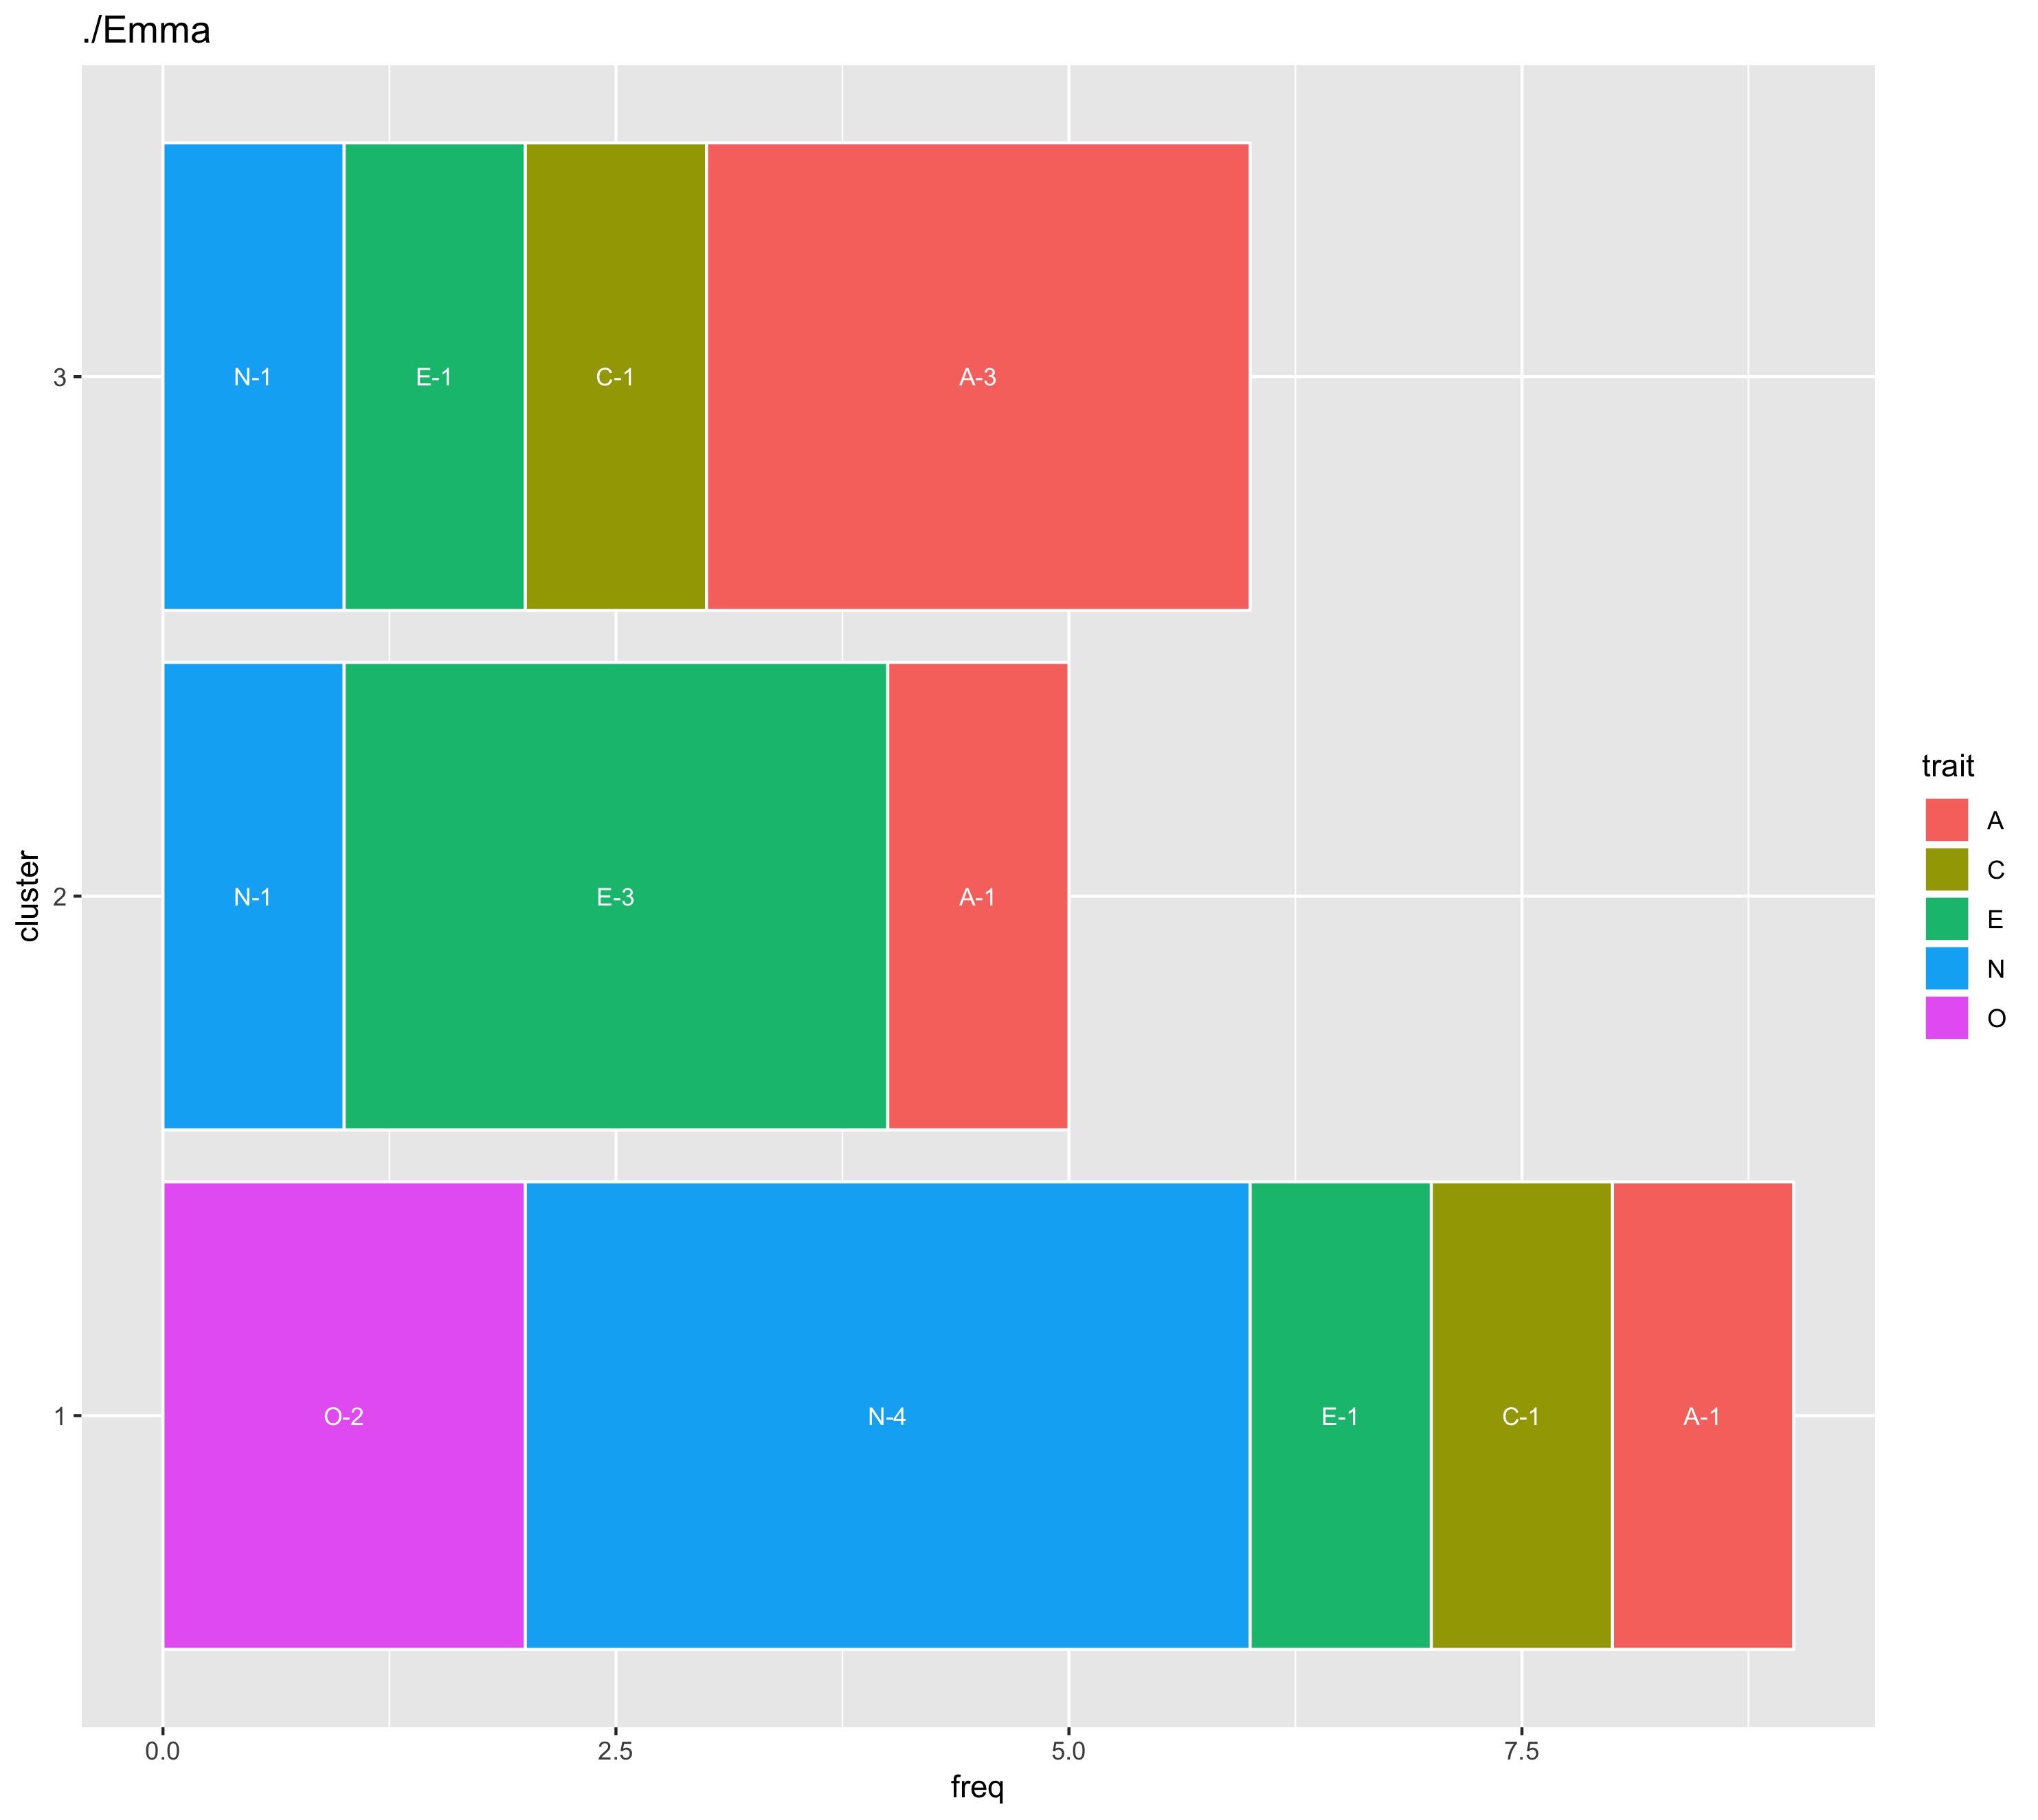 ./Emma
3
N-1
E-1
C-1
A-3
2
N-1
E-3
A-1
1
O-2
N-4
E-1
C-1
A-1
cluster
0.0
2.5
5.0
7.5
freq
trait
A
C
E
N
O